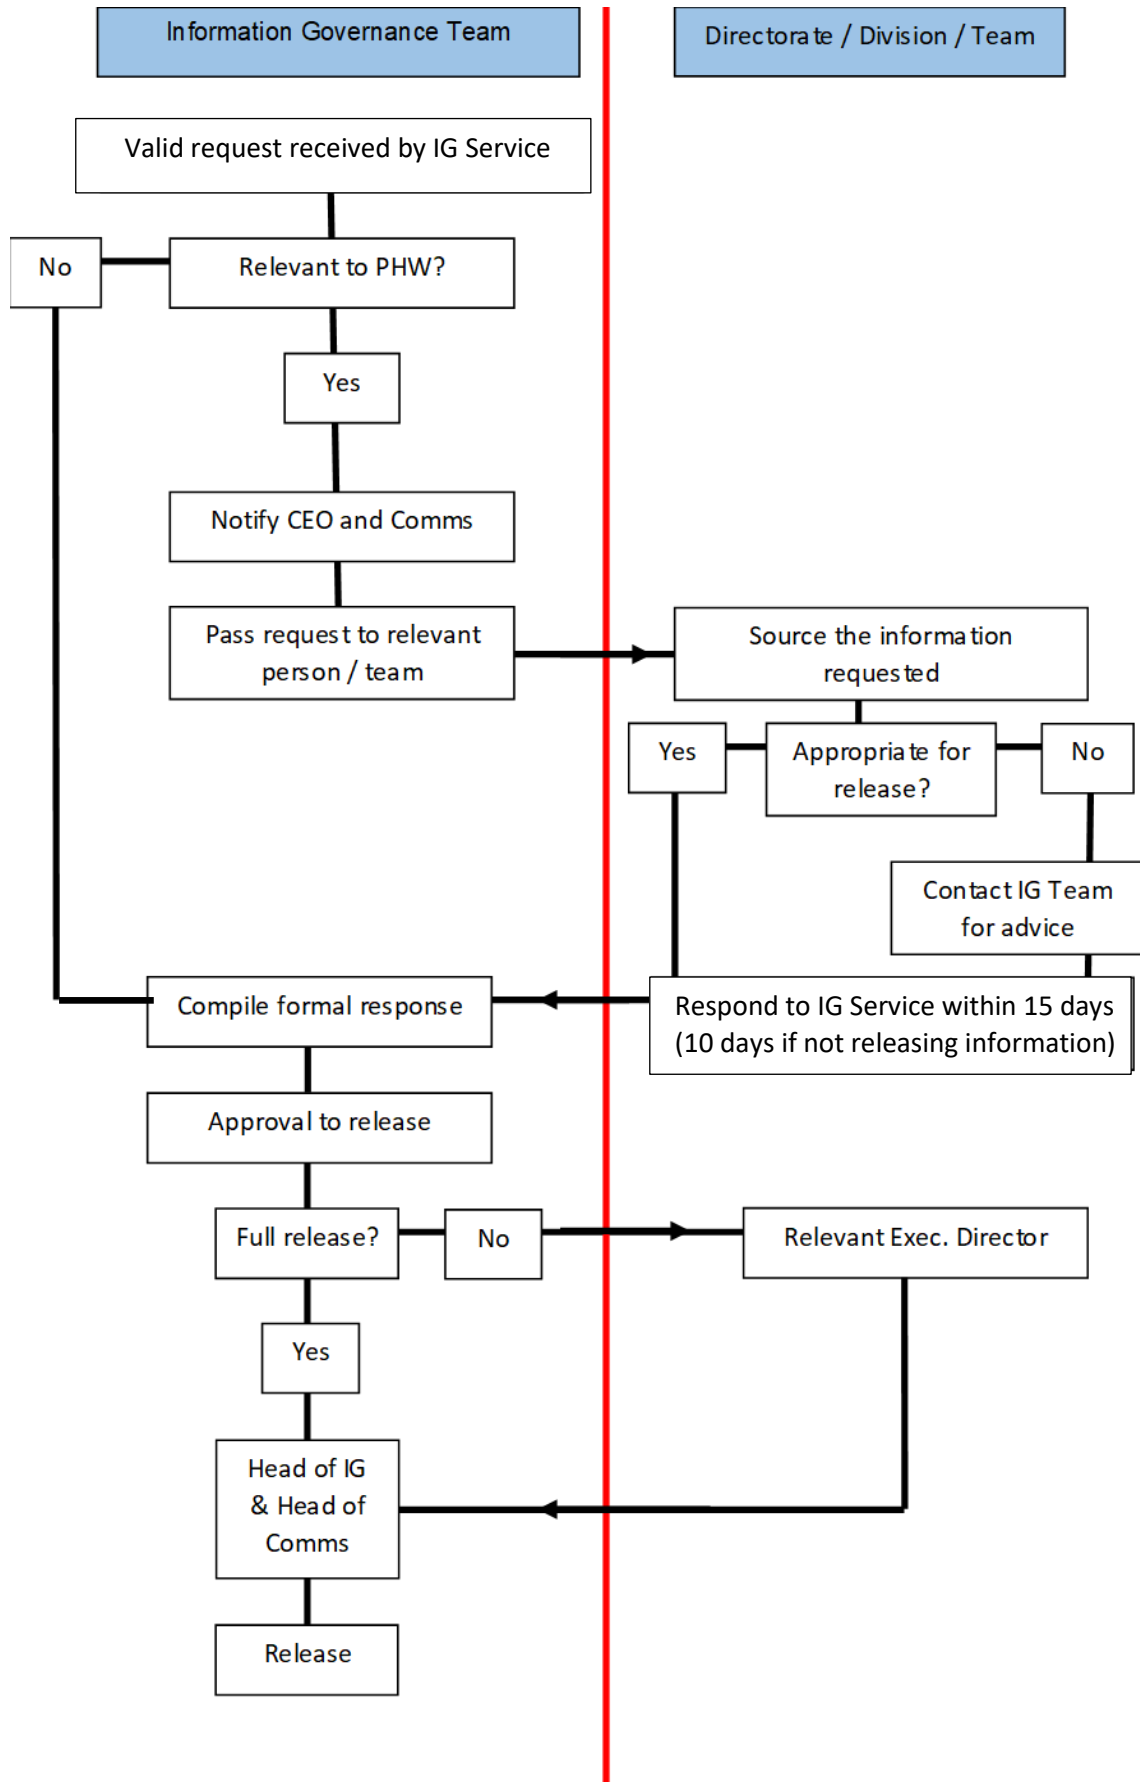 Information Governance Team
Directorate / Division / Team
Valid request received by IG Service
No
Relevant to PHW?
Yes
Notify CEO and Comms
Pass request to relevant
person / team
Source the information
requested
Yes
Appropriate for
release?
No
Contact IG Team
for advice
Compile formal response
Respond to IG Service within 15 days
(10 days if not releasing information)
Approval to release
Full release?
No
Relevant Exec. Director
Yes
Head of IG
& Head of
Comms
Release